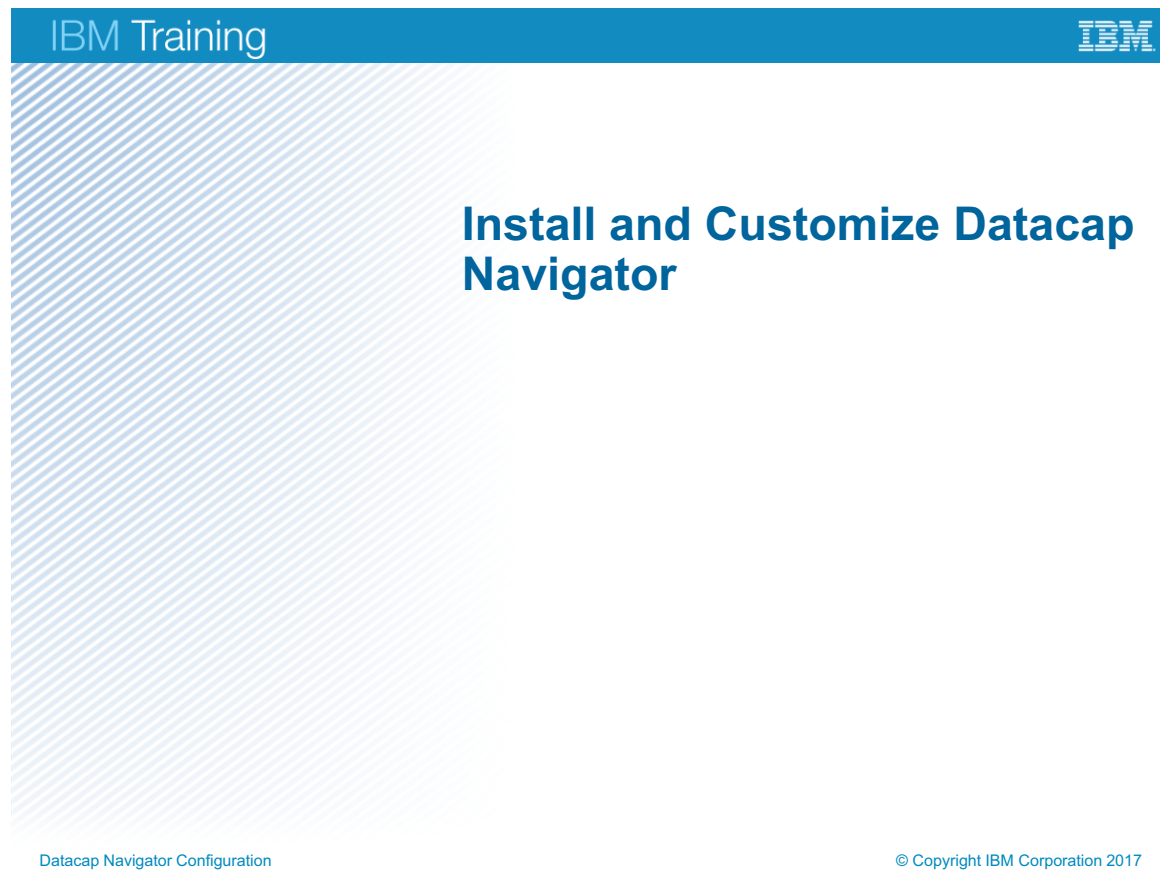 IBM Training
IBM
Install and Customize Datacap
Navigator
Datacap Navigator Configuration
© Copyright IBM Corporation 2017